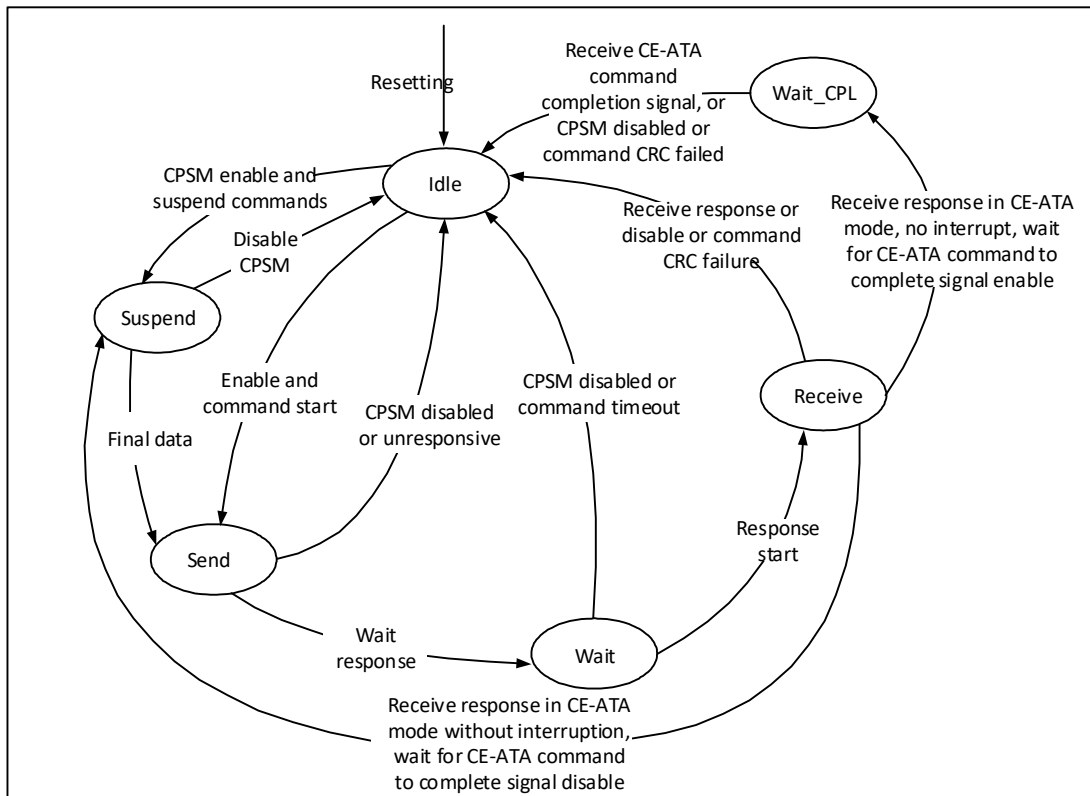 Resetting
Receive CE-ATA
command
completion signal, or
CPSM disabled or
command CRC failed
Wait_CPL
Idle
CPSM enable and
suspend commands
Disable
CPSM
Receive response or
disable or command
CRC failure
Receive response in CE-ATA
mode, no interrupt, wait
for CE-ATA command to
complete signal enable
Suspend
Enable and
command start
CPSM disabled
or unresponsive
CPSM disabled or
command timeout
Receive
Final data
Send
Response
start
Wait
response
Wait
Receive response in CE-ATA
mode without interruption,
wait for CE-ATA command
to complete signal disable